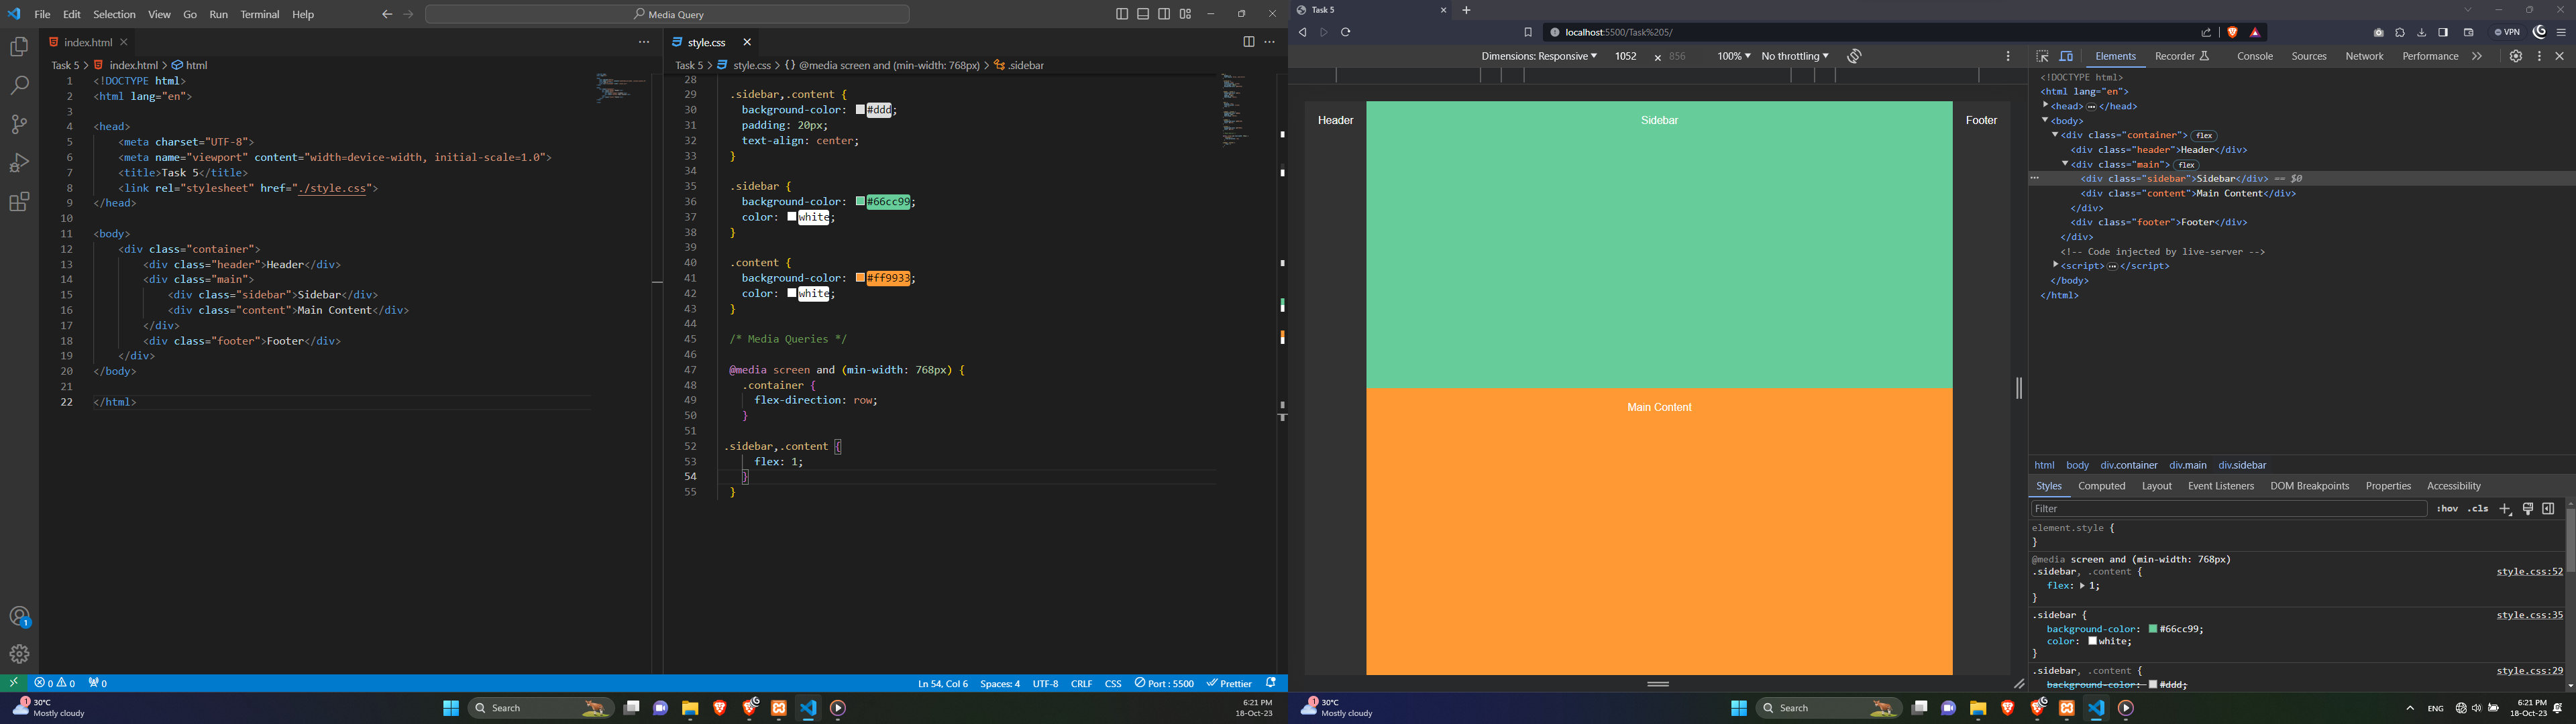 File Edit Selection View Go Run Terminal Help
Media Query
index.html
Task 5 > index.html > html
1 <!DOCTYPE html>
2 <html lang="en">
3
4 <head>
5 <meta charset="UTF-8">
6 <meta name="viewport" content="width=device-width, initial-scale=1.0">
7 <title>Task 5</title>
8 <link rel="stylesheet" href="./style.css">
9 </head>
10
11 <body>
12 <div class="container">
13 <div class="header">Header</div>
14 <div class="main">
15 <div class="sidebar">Sidebar</div>
16 <div class="content">Main Content</div>
17 </div>
18 <div class="footer">Footer</div>
19 </div>
20 </body>
21
22 </html>
style.css
Task 5 > style.css > {} @media screen and (min-width: 768px) > .sidebar
28
29 .sidebar,.content {
30 background-color: #ddd;
31 padding: 20px;
32 text-align: center;
33 }
34
35 .sidebar {
36 background-color: #66cc99;
37 color: white;
38 }
39
40 .content {
41 background-color: #ff9933;
42 color: white;
43 }
44
45 /* Media Queries */
46
47 @media screen and (min-width: 768px) {
48 .container {
49 flex-direction: row;
50 }
51
52 .sidebar,.content {
53 flex: 1;
54 }
55 }
1
0 0 0
Ln 54, Col 6 Spaces: 4 UTF-8 CRLF CSS Port : 5500 Prettier
1
30°C
Mostly cloudy
Search
6:21 PM
18-Oct-23
Task 5
localhost:5500/Task%205/
VPN
Dimensions: Responsive 1052 × 856 100% No throttling
Header
Sidebar
Footer
Main Content
Elements Recorder Console Sources Network Performance
<!DOCTYPE html>
<html lang="en">
<head> ⋯ </head>
<body>
<div class="container"> flex
<div class="header">Header</div>
<div class="main"> flex
<div class="sidebar">Sidebar</div> == $0
<div class="content">Main Content</div>
</div>
<div class="footer">Footer</div>
</div>
<!-- Code injected by live-server -->
<script> ⋯ </script>
</body>
</html>
html body div.container div.main div.sidebar
Styles Computed Layout Event Listeners DOM Breakpoints Properties Accessibility
Filter
:hov .cls
element.style {
}
@media screen and (min-width: 768px)
.sidebar, .content { style.css:52
flex: 1;
}
.sidebar { style.css:35
background-color: #66cc99;
color: white;
}
.sidebar, .content { style.css:29
background-color: #ddd;
1
30°C
Mostly cloudy
Search
ENG
6:21 PM
18-Oct-23